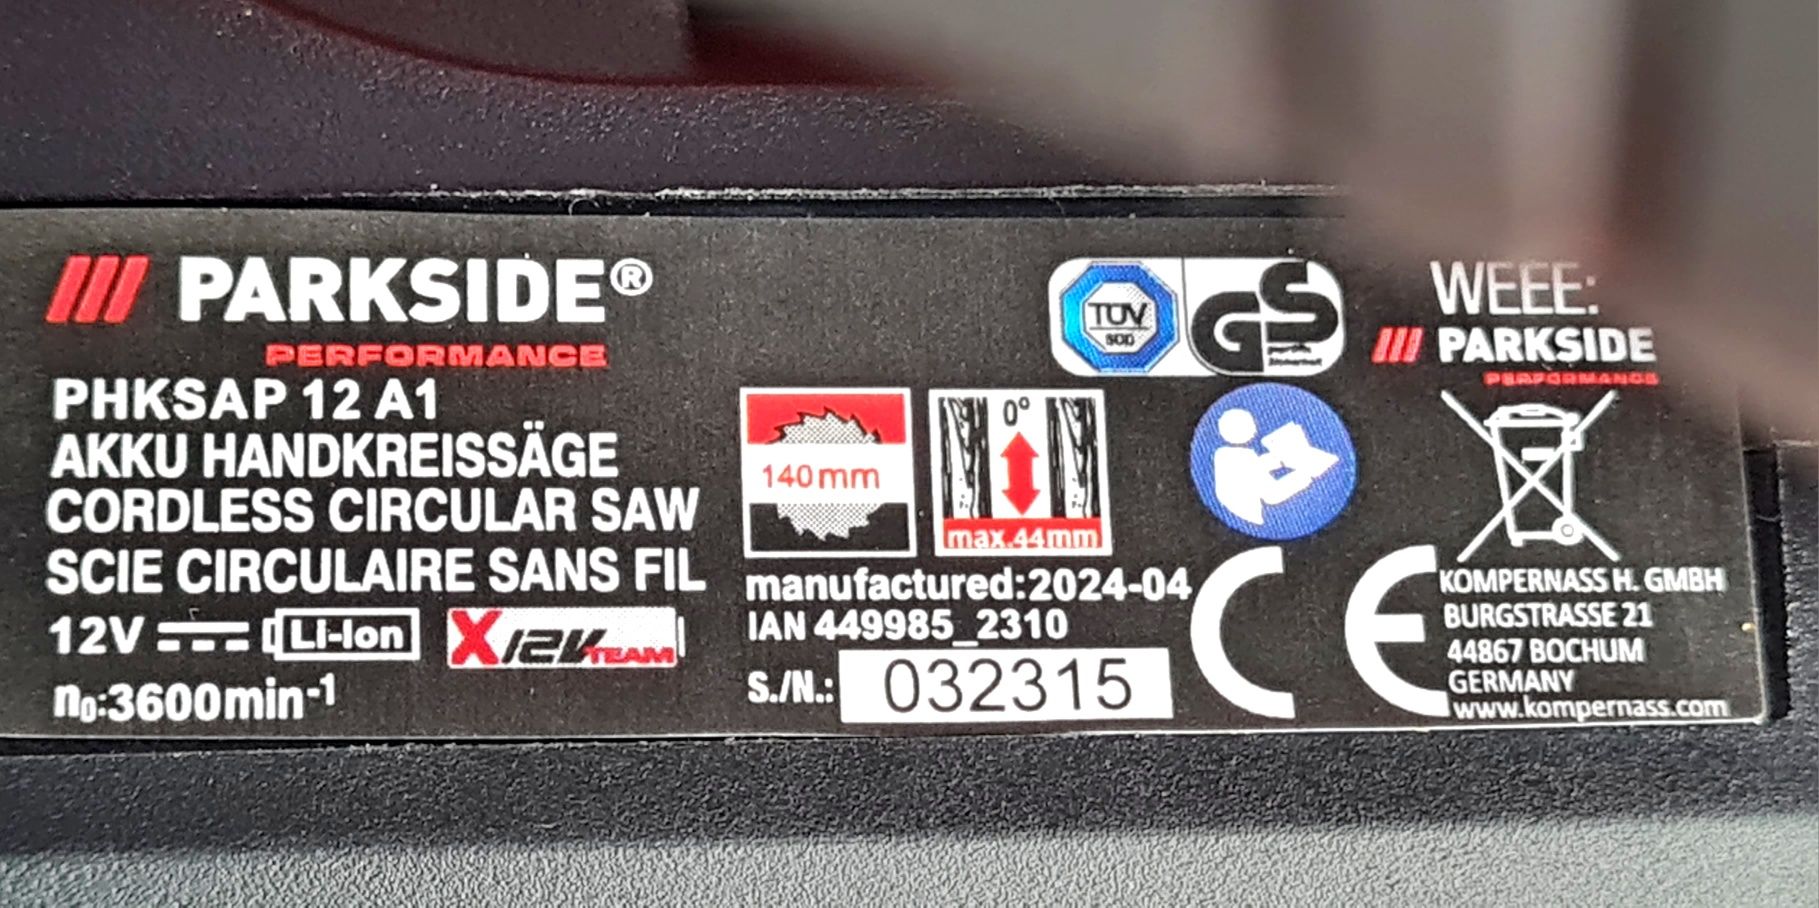 PARKSIDE®
PERFORMANCE
PHKSAP 12 A1
AKKU HANDKREISSÄGE
CORDLESS CIRCULAR SAW
SCIE CIRCULAIRE SANS FIL
12V Li-Ion X12VTEAM
n₀:3600min⁻¹
140mm
0°
max.44mm
manufactured:2024-04
IAN 449985_2310
S./N.: 032315
TÜV
SÜD
GS
CE
WEEE:
PARKSIDE
PERFORMANCE
KOMPERNASS H. GMBH
BURGSTRASSE 21
44867 BOCHUM
GERMANY
www.kompernass.com